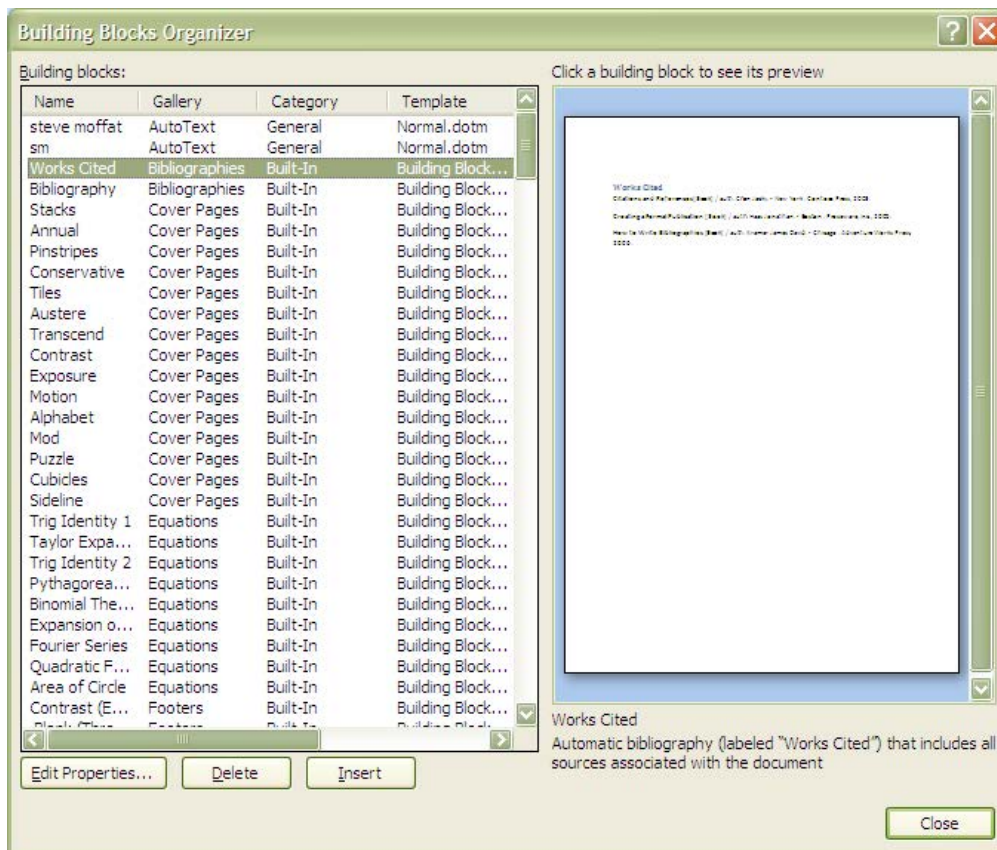 Building Blocks Organizer
Building blocks:
Click a building block to see its preview
Name Gallery Category Template
steve moffat AutoText General Normal.dotm
sm AutoText General Normal.dotm
Works Cited Bibliographies Built-In Building Block...
Bibliography Bibliographies Built-In Building Block...
Stacks Cover Pages Built-In Building Block...
Annual Cover Pages Built-In Building Block...
Pinstripes Cover Pages Built-In Building Block...
Conservative Cover Pages Built-In Building Block...
Tiles Cover Pages Built-In Building Block...
Austere Cover Pages Built-In Building Block...
Transcend Cover Pages Built-In Building Block...
Contrast Cover Pages Built-In Building Block...
Exposure Cover Pages Built-In Building Block...
Motion Cover Pages Built-In Building Block...
Alphabet Cover Pages Built-In Building Block...
Mod Cover Pages Built-In Building Block...
Puzzle Cover Pages Built-In Building Block...
Cubicles Cover Pages Built-In Building Block...
Sideline Cover Pages Built-In Building Block...
Trig Identity 1 Equations Built-In Building Block...
Taylor Expa... Equations Built-In Building Block...
Trig Identity 2 Equations Built-In Building Block...
Pythagorea... Equations Built-In Building Block...
Binomial The... Equations Built-In Building Block...
Expansion o... Equations Built-In Building Block...
Fourier Series Equations Built-In Building Block...
Quadratic F... Equations Built-In Building Block...
Area of Circle Equations Built-In Building Block...
Contrast (E... Footers Built-In Building Block...
Works Cited
Works Cited
Automatic bibliography (labeled "Works Cited") that includes all
sources associated with the document
Edit Properties... Delete Insert
Close